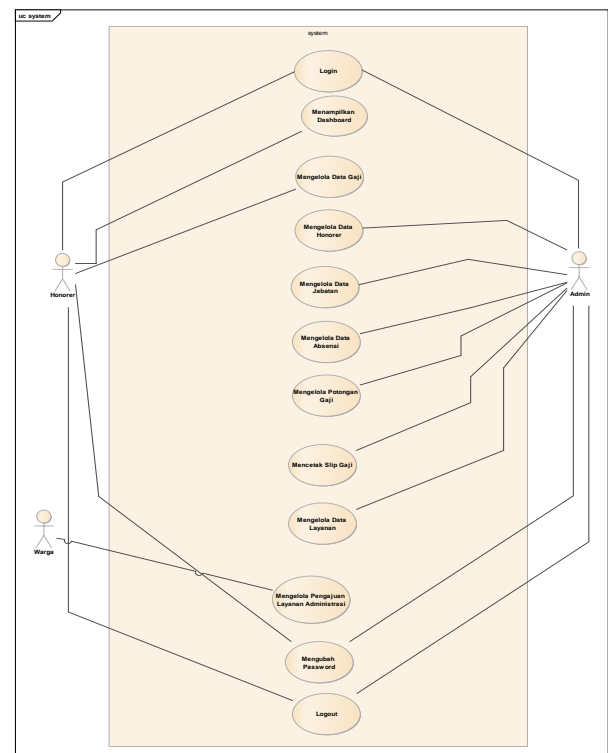 uc system
system
Login
Menampilkan
Dashboard
Mengelola Data Gaji
Mengelola Data
Honorer
Honorer
Admin
Mengelola Data
Jabatan
Mengelola Data
Absensi
Mengelola Potongan
Gaji
Mencetak Slip Gaji
Mengelola Data
Layanan
Warga
Mengelola Pengajuan
Layanan Administrasi
Mengubah
Password
Logout